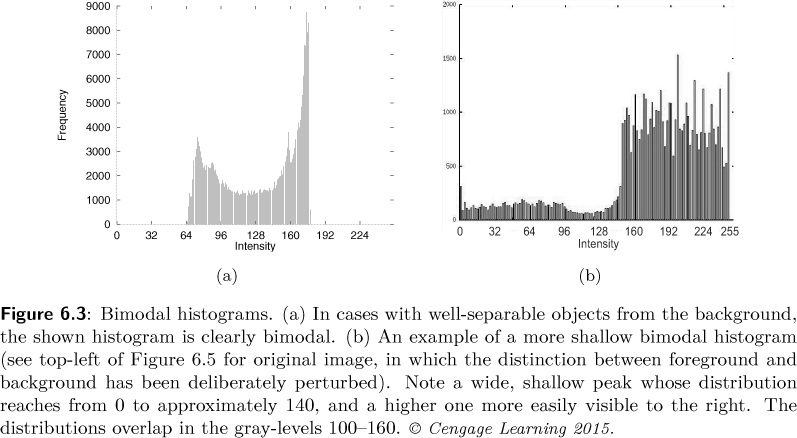 9000
8000
7000
6000
5000
4000
3000
2000
1000
0
Frequency
0 32 64 96 128 160 192 224
Intensity
(a)
2000
1500
1000
500
0
0 32 64 96 128 160 192 224 255
Intensity
(b)
Figure 6.3: Bimodal histograms. (a) In cases with well-separable objects from the background,
the shown histogram is clearly bimodal. (b) An example of a more shallow bimodal histogram
(see top-left of Figure 6.5 for original image, in which the distinction between foreground and
background has been deliberately perturbed). Note a wide, shallow peak whose distribution
reaches from 0 to approximately 140, and a higher one more easily visible to the right. The
distributions overlap in the gray-levels 100–160. © Cengage Learning 2015.